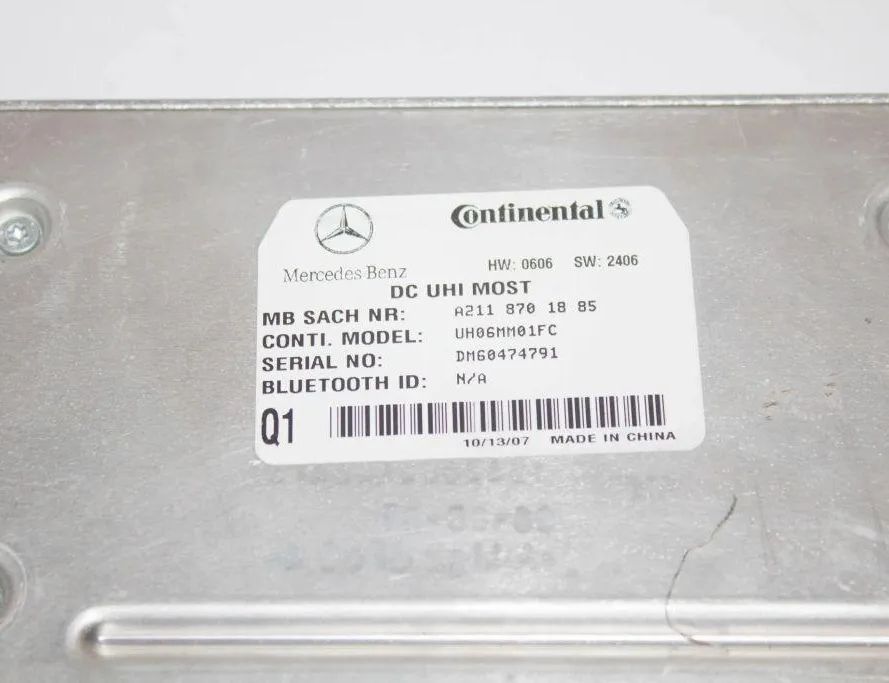 Mercedes-Benz
Continental
HW: 0606 SW: 2406
DC UHI MOST
MB SACH NR: A211 870 18 85
CONTI. MODEL: UH06MM01FC
SERIAL NO: DM60474791
BLUETOOTH ID: N/A
Q1
10/13/07 MADE IN CHINA